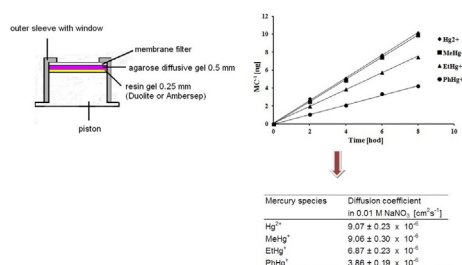 outer sleeve with window
membrane filter
agarose diffusive gel 0.5 mm
resin gel 0.25 mm
(Duolite or Ambersep)
piston
MC⁻¹ [ng]
12
10
8
6
4
2
0
0 2 4 6 8 10
Time [hod]
Hg2+
MeHg+
EtHg+
PhHg+
Mercury species Diffusion coefficient
in 0.01 M NaNO₃ [cm²s⁻¹]
Hg²⁺ 9.07 ± 0.23 x 10⁻⁶
MeHg⁺ 9.06 ± 0.30 x 10⁻⁶
EtHg⁺ 6.87 ± 0.23 x 10⁻⁶
PhHg⁺ 3.86 ± 0.19 x 10⁻⁶